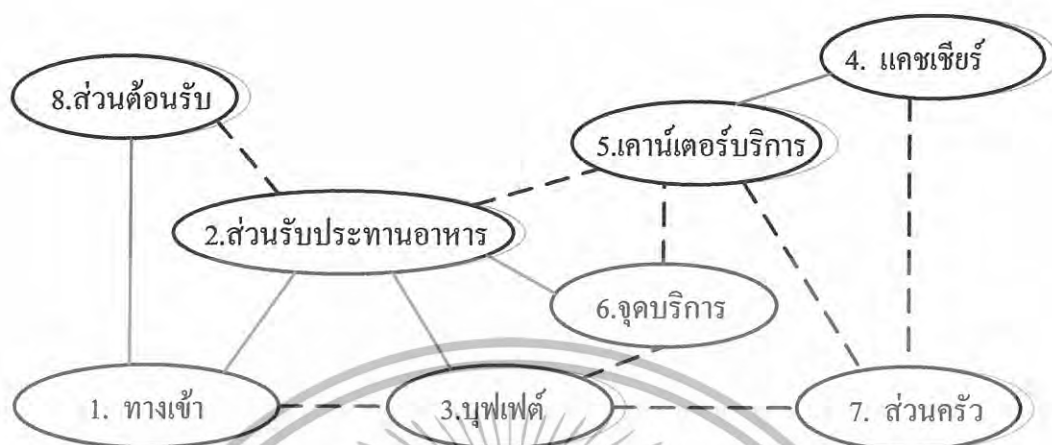 4. แคชเชียร์
8.ส่วนต้อนรับ
5.เคาน์เตอร์บริการ
2.ส่วนรับประทานอาหาร
6.จุดบริการ
1. ทางเข้า
3.บุฟเฟต์
7. ส่วนครัว